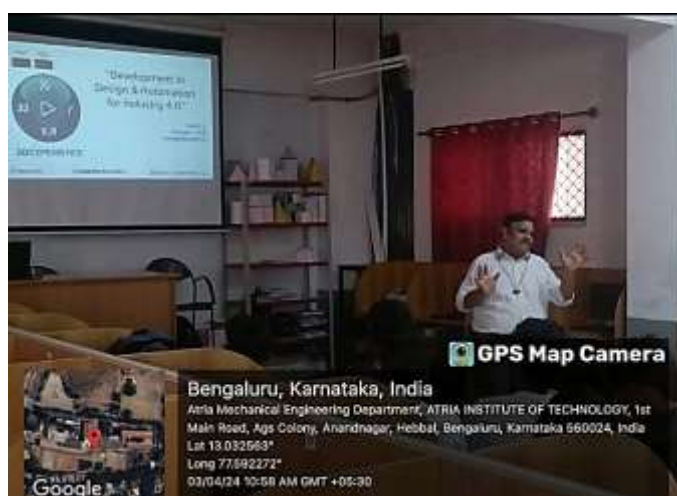 "Development in
Design & Automation
for Industry 4.0"
3DEXPERIENCE
GPS Map Camera
Bengaluru, Karnataka, India
Atria Mechanical Engineering Department, ATRIA INSTITUTE OF TECHNOLOGY, 1st
Main Road, Ags Colony, Anandnagar, Hebbal, Bengaluru, Karnataka 560024, India
Lat 13.032563°
Long 77.592272°
03/04/24 10:58 AM GMT +05:30
Google